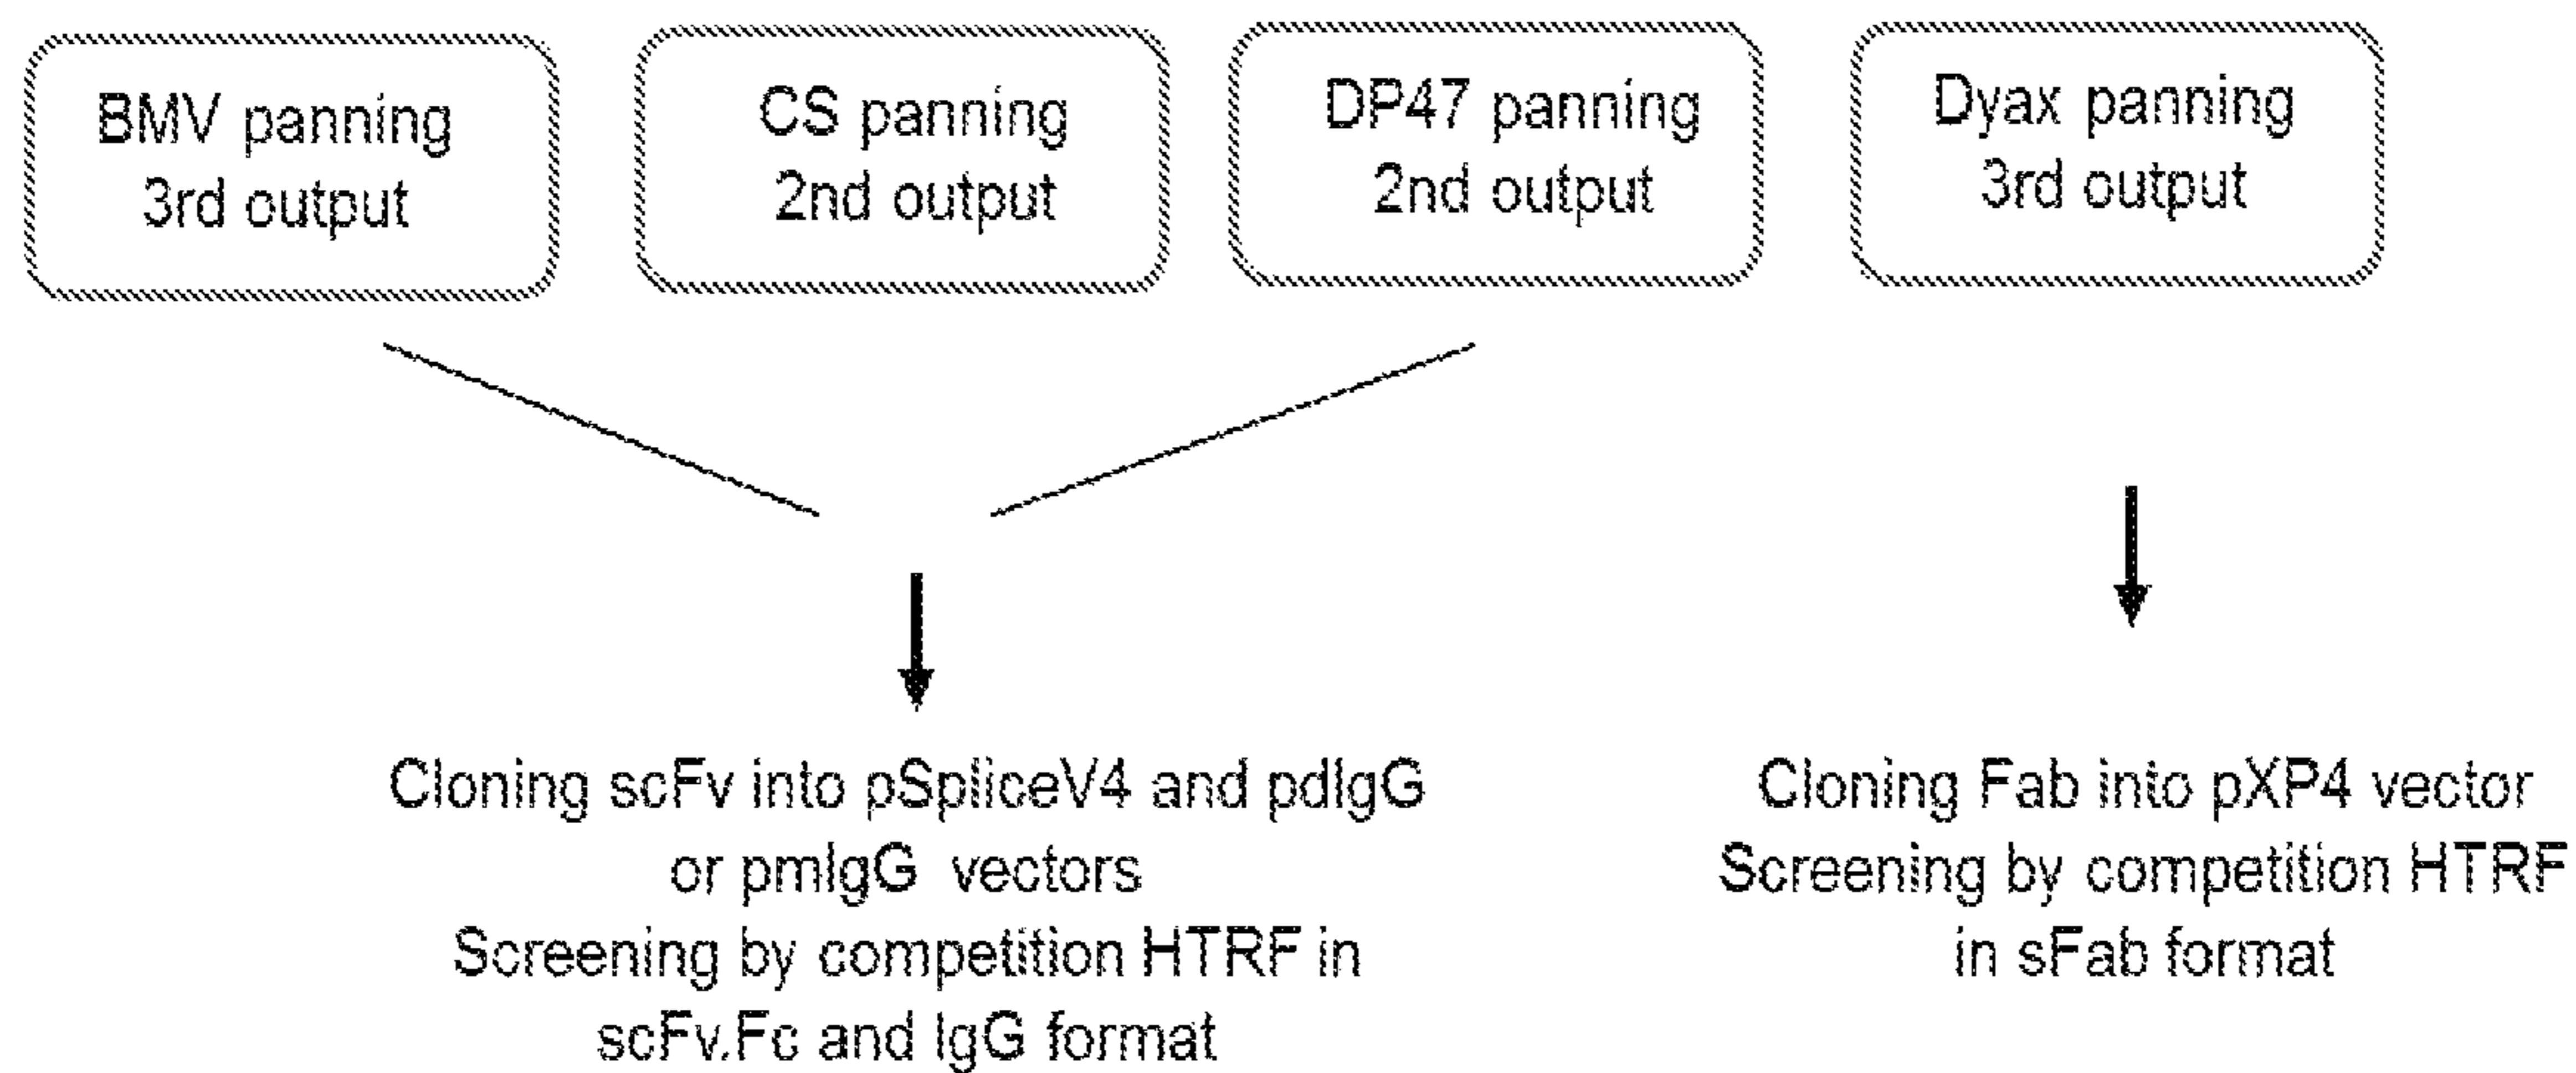 BMV panning
3rd output
CS panning
2nd output
DP47 panning
2nd output
Dyax panning
3rd output
Cloning scFv into pSpliceV4 and pdIgG
or pmIgG vectors
Screening by competition HTRF in
scFv.Fc and IgG format
Cloning Fab into pXP4 vector
Screening by competition HTRF
in sFab format